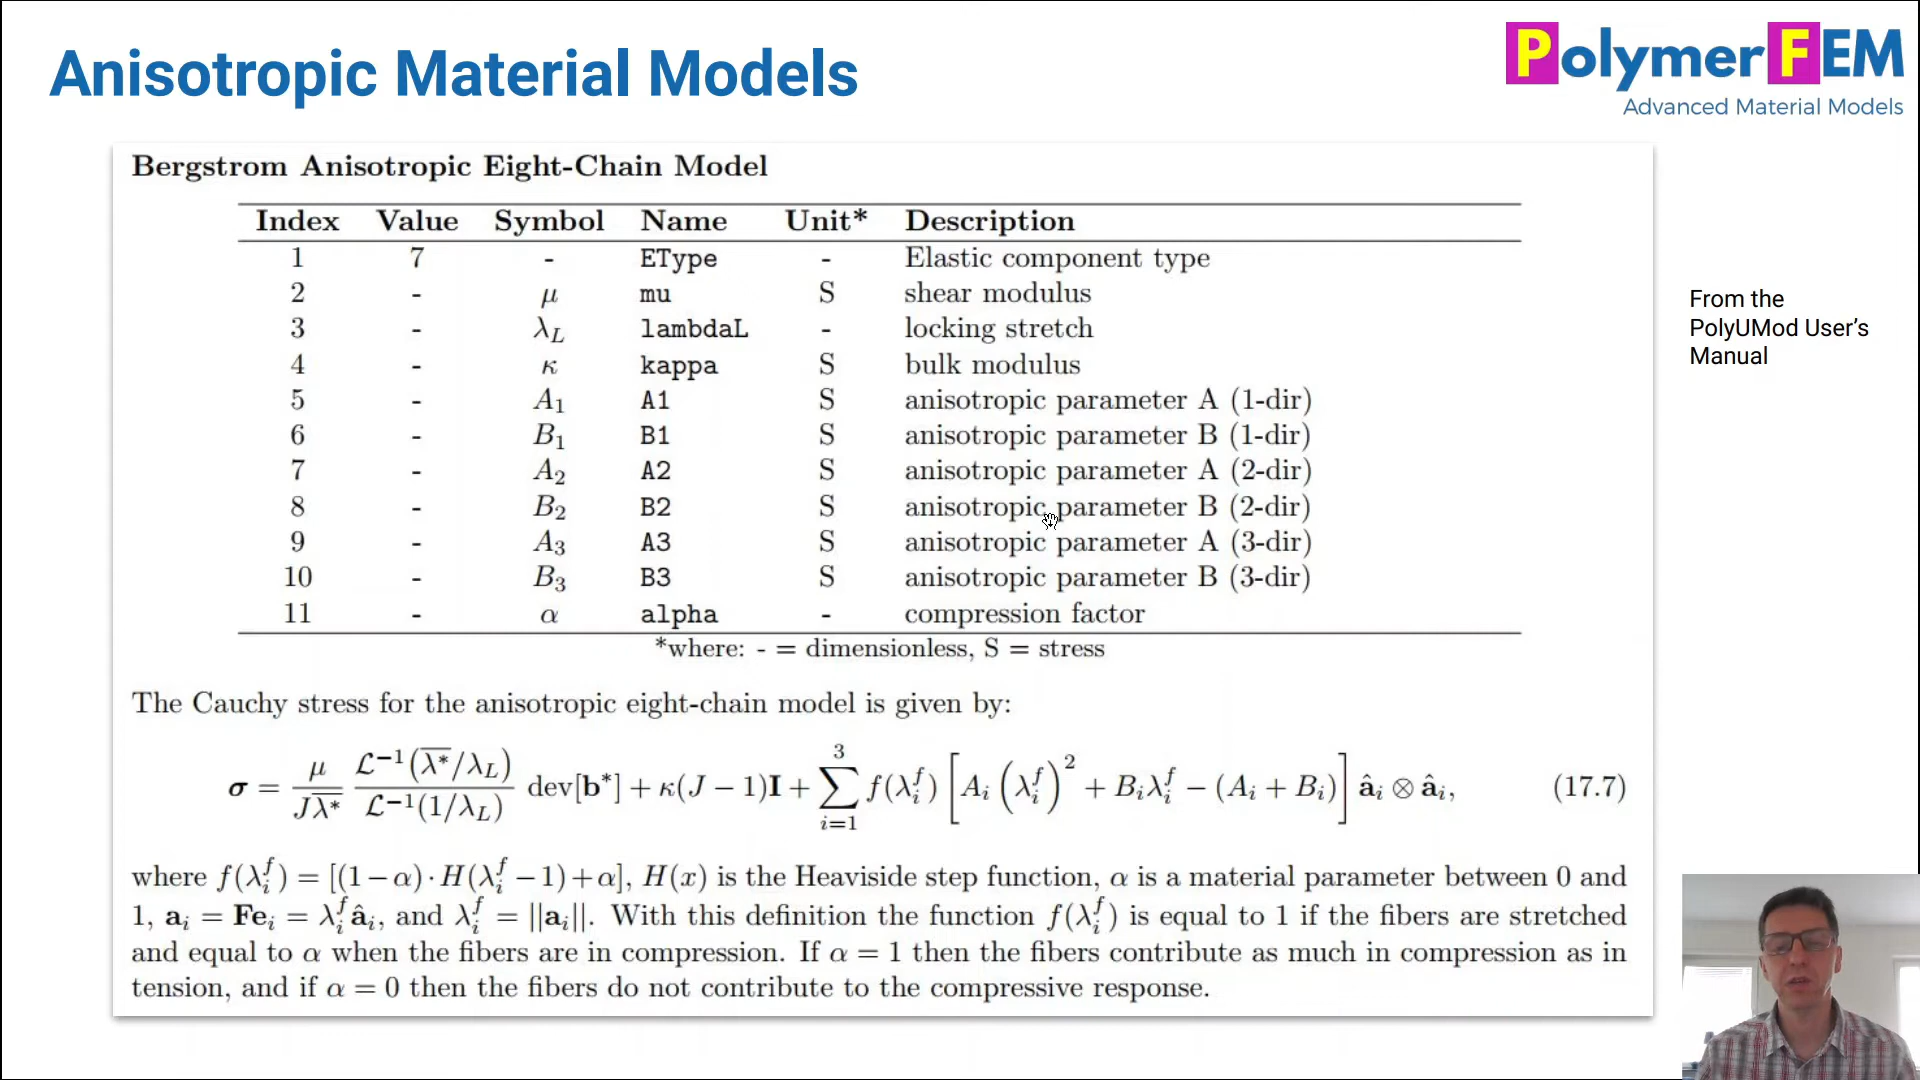 Anisotropic Material Models
PolymerFEM
Advanced Material Models
Bergstrom Anisotropic Eight-Chain Model
Index Value Symbol Name Unit* Description
1 7 - EType - Elastic component type
2 - μ mu S shear modulus
3 - λ_L lambdaL - locking stretch
4 - κ kappa S bulk modulus
5 - A₁ A1 S anisotropic parameter A (1-dir)
6 - B₁ B1 S anisotropic parameter B (1-dir)
7 - A₂ A2 S anisotropic parameter A (2-dir)
8 - B₂ B2 S anisotropic parameter B (2-dir)
9 - A₃ A3 S anisotropic parameter A (3-dir)
10 - B₃ B3 S anisotropic parameter B (3-dir)
11 - α alpha - compression factor
*where: - = dimensionless, S = stress
From the
PolyUMod User's
Manual
The Cauchy stress for the anisotropic eight-chain model is given by:
σ = μ/(J λ̄*) · ℒ⁻¹(λ̄*/λ_L)/ℒ⁻¹(1/λ_L) dev[b*] + κ(J − 1)I + ∑_{i=1}^{3} f(λ_i^f) [A_i (λ_i^f)² + B_i λ_i^f − (A_i + B_i)] â_i ⊗ â_i, (17.7)
where f(λ_i^f) = [(1−α)·H(λ_i^f −1)+α], H(x) is the Heaviside step function, α is a material parameter between 0 and
1, a_i = Fe_i = λ_i^f â_i, and λ_i^f = ||a_i||. With this definition the function f(λ_i^f) is equal to 1 if the fibers are stretched
and equal to α when the fibers are in compression. If α = 1 then the fibers contribute as much in compression as in
tension, and if α = 0 then the fibers do not contribute to the compressive response.